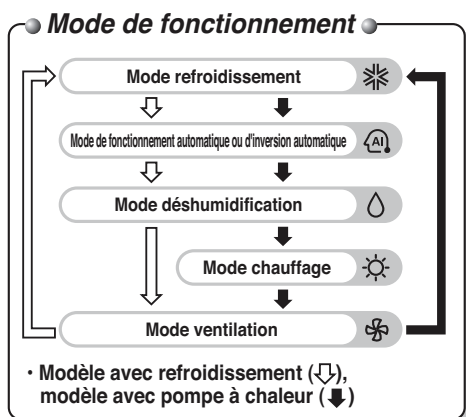 Mode de fonctionnement
Mode refroidissement
Mode de fonctionnement automatique ou d'inversion automatique
AI
Mode déshumidification
Mode chauffage
Mode ventilation
· Modèle avec refroidissement (⇩),
modèle avec pompe à chaleur (⬇)